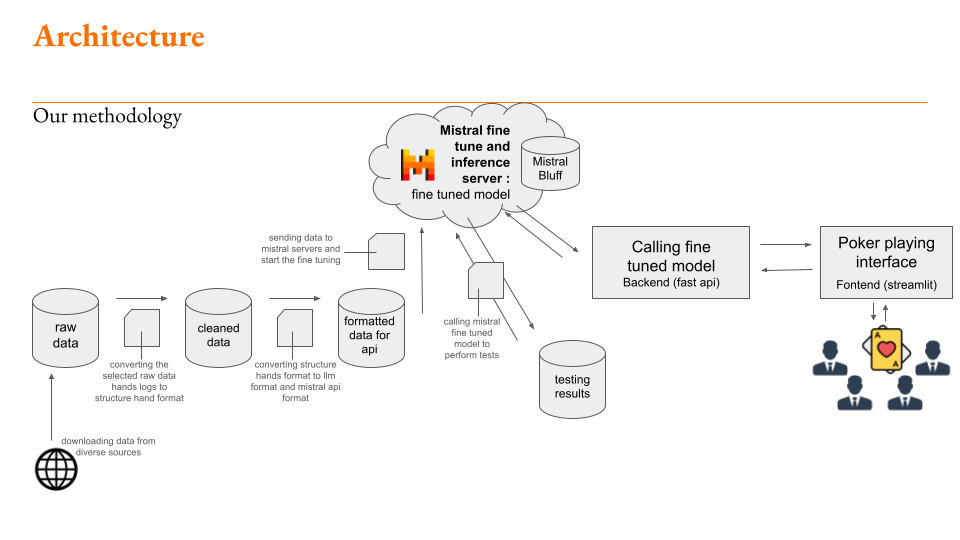 Architecture
Our methodology
Mistral fine
tune and
inference
server :
fine tuned model
Mistral
Bluff
sending data to
mistral servers and
start the fine tuning
Calling fine
tuned model
Backend (fast api)
Poker playing
interface
Fontend (streamlit)
raw
data
cleaned
data
formatted
data for
api
calling mistral
fine tuned
model to
perform tests
converting the
selected raw data
hands logs to
structure hand format
converting structure
hands format to llm
format and mistral api
format
testing
results
A
A
downloading data from
diverse sources